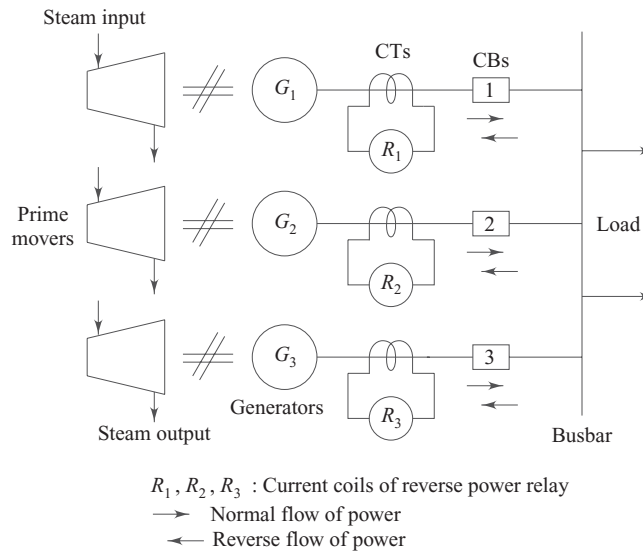 Steam input
CTs
CBs
G1
1
R1
Prime
movers
G2
2
Load
R2
G3
3
Generators
R3
Steam output
Busbar
R1, R2, R3 : Current coils of reverse power relay
Normal flow of power
Reverse flow of power